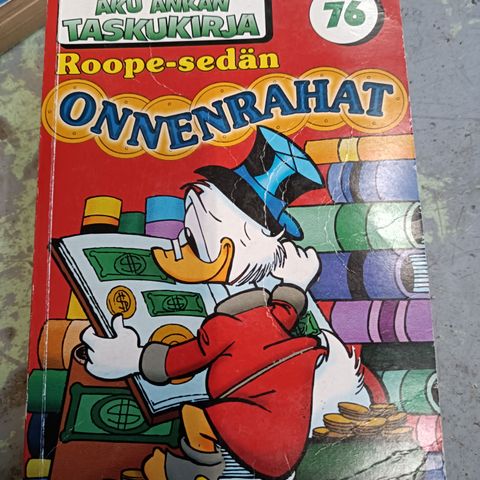 AKU ANKAN
TASKUKIRJA
76
Roope-sedän
ONNENRAHAT